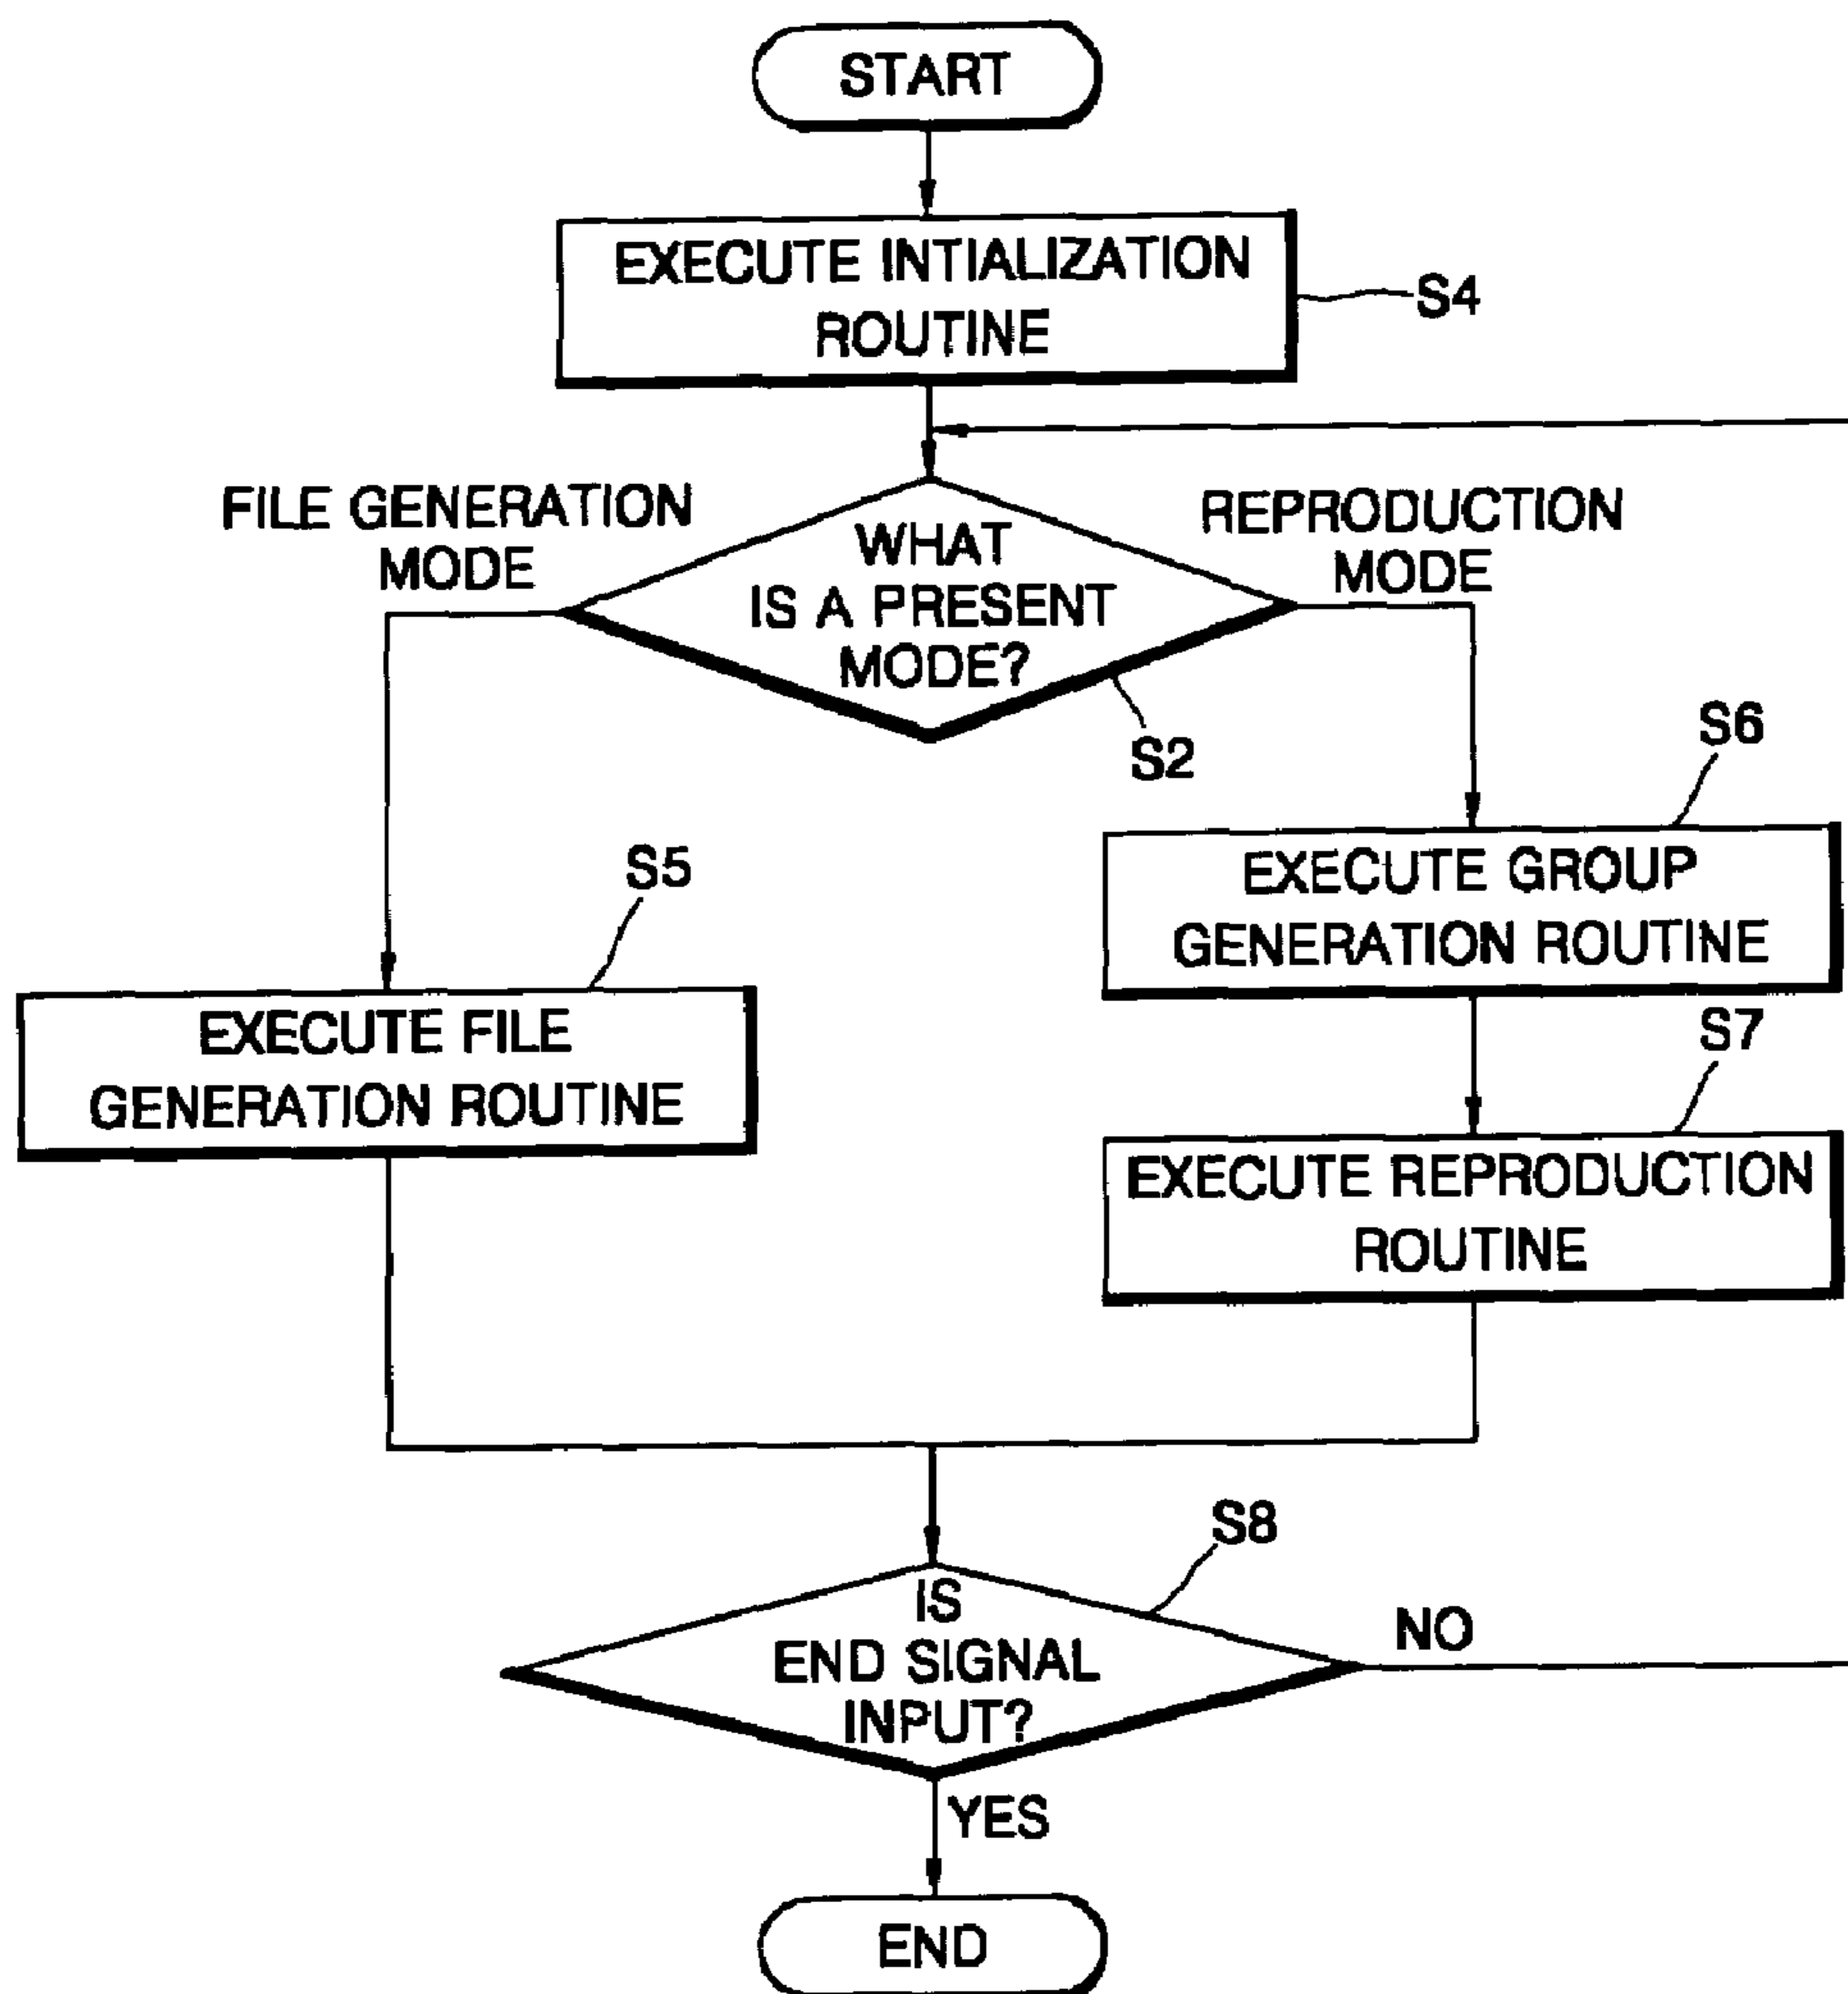 START
EXECUTE INTIALIZATION
ROUTINE
S4
FILE GENERATION
MODE
WHAT
IS A PRESENT
MODE?
REPRODUCTION
MODE
S2
S6
EXECUTE GROUP
GENERATION ROUTINE
S5
EXECUTE FILE
GENERATION ROUTINE
S7
EXECUTE REPRODUCTION
ROUTINE
S8
IS
END SIGNAL
INPUT?
NO
YES
END